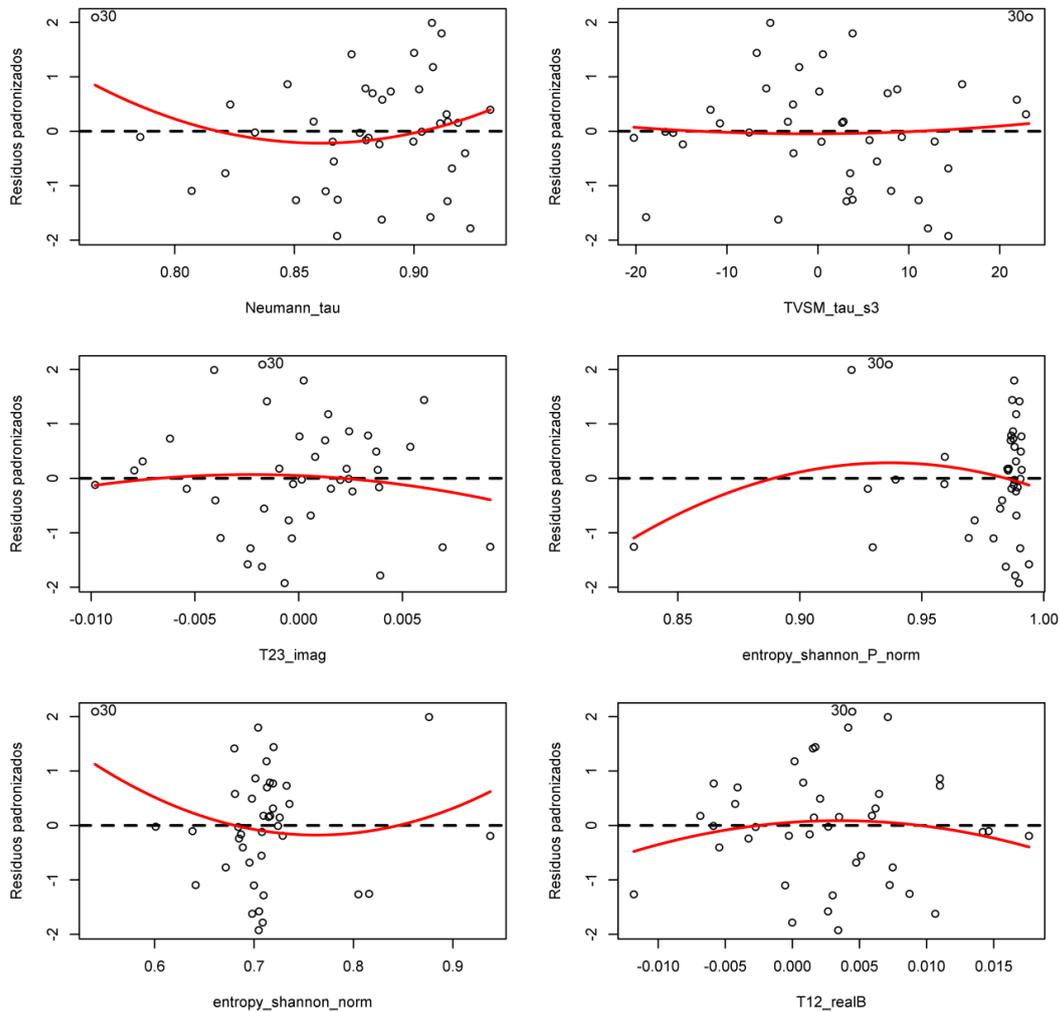 30
2
1
0
-1
-2
Resíduos padronizados
0.80 0.85 0.90
Neumann_tau
30
2
1
0
-1
-2
Resíduos padronizados
-20 -10 0 10 20
TVSM_tau_s3
30
2
1
0
-1
-2
Resíduos padronizados
-0.010 -0.005 0.000 0.005
T23_imag
30
2
1
0
-1
-2
Resíduos padronizados
0.85 0.90 0.95 1.00
entropy_shannon_P_norm
30
2
1
0
-1
-2
Resíduos padronizados
0.6 0.7 0.8 0.9
entropy_shannon_norm
30
2
1
0
-1
-2
Resíduos padronizados
-0.010 -0.005 0.000 0.005 0.010 0.015
T12_realB